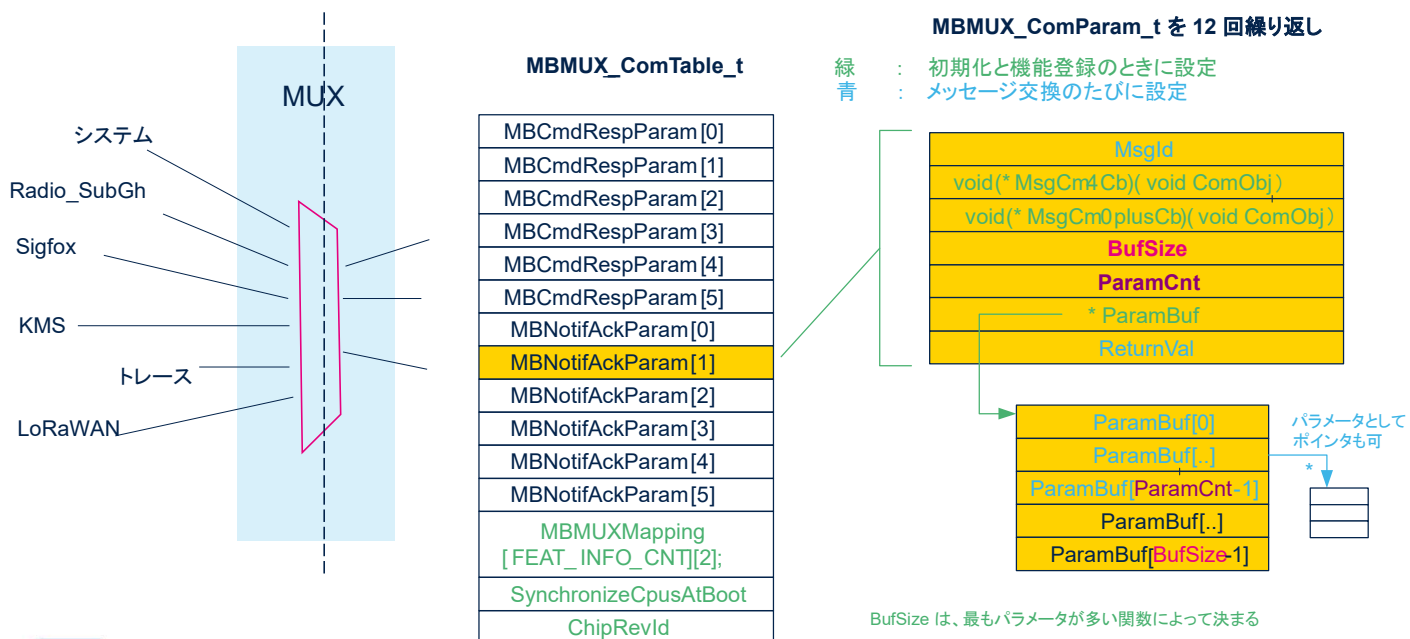 MUX
システム
Radio_SubGh
Sigfox
KMS
トレース
LoRaWAN
MBMUX_ComTable_t
MBCmdRespParam[0]
MBCmdRespParam[1]
MBCmdRespParam[2]
MBCmdRespParam[3]
MBCmdRespParam[4]
MBCmdRespParam[5]
MBNotifAckParam[0]
MBNotifAckParam[1]
MBNotifAckParam[2]
MBNotifAckParam[3]
MBNotifAckParam[4]
MBNotifAckParam[5]
MBMUXMapping
[FEAT_INFO_CNT][2];
SynchronizeCpusAtBoot
ChipRevId
MBMUX_ComParam_t を 12 回繰り返し
緑 : 初期化と機能登録のときに設定
青 : メッセージ交換のたびに設定
MsgId
void(* MsgCm4Cb)( void ComObj)
void(* MsgCm0plusCb)( void ComObj)
BufSize
ParamCnt
* ParamBuf
ReturnVal
ParamBuf[0]
ParamBuf[..]
ParamBuf[ParamCnt-1]
ParamBuf[..]
ParamBuf[BufSize-1]
パラメータとして
ポインタも可
*
BufSize は、最もパラメータが多い関数によって決まる